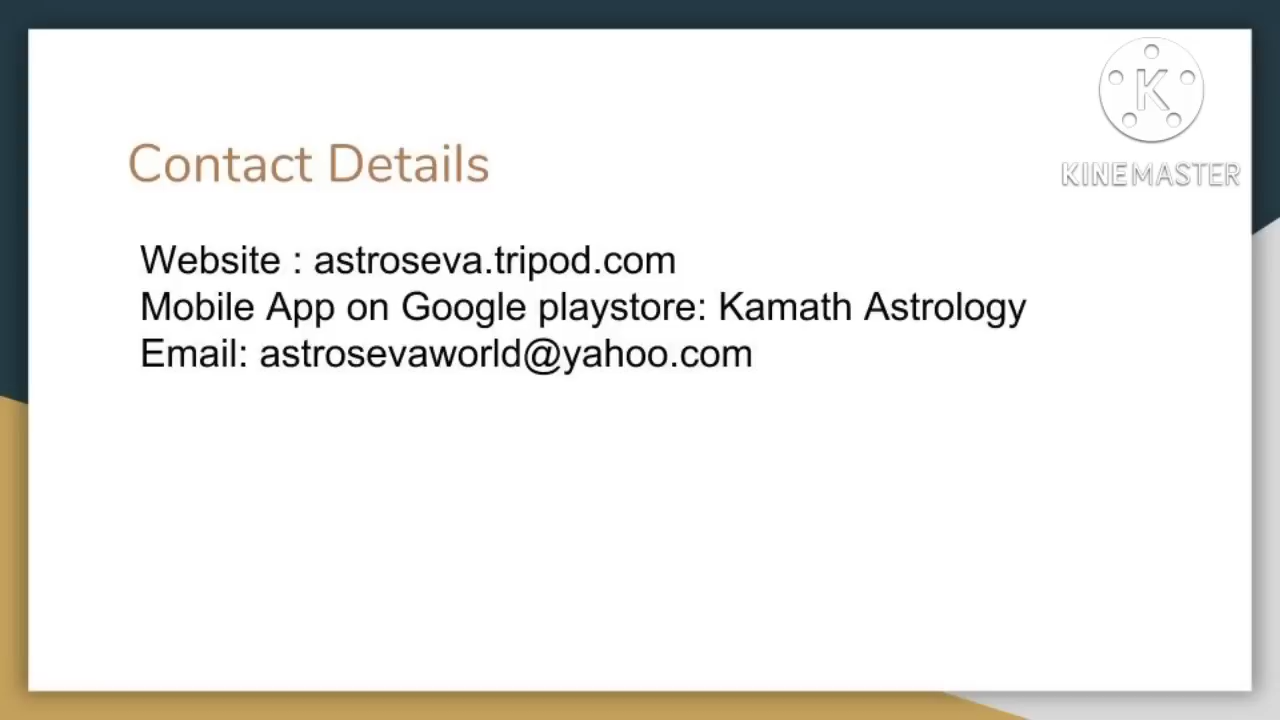 K
KINEMASTER
Contact Details
Website : astroseva.tripod.com
Mobile App on Google playstore: Kamath Astrology
Email: astrosevaworld@yahoo.com